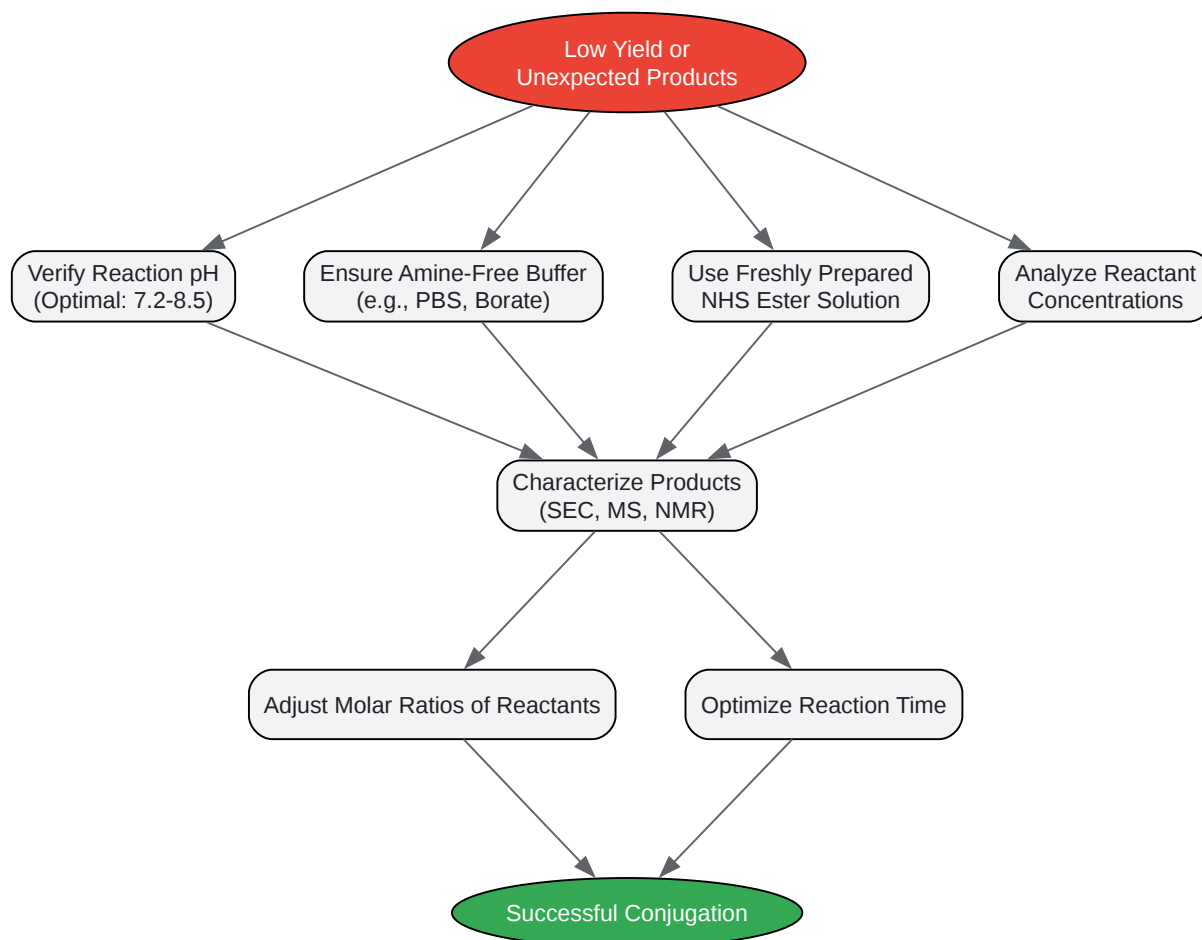 Low Yield or
Unexpected Products
Verify Reaction pH
(Optimal: 7.2-8.5)
Ensure Amine-Free Buffer
(e.g., PBS, Borate)
Use Freshly Prepared
NHS Ester Solution
Analyze Reactant
Concentrations
Characterize Products
(SEC, MS, NMR)
Adjust Molar Ratios of Reactants
Optimize Reaction Time
Successful Conjugation